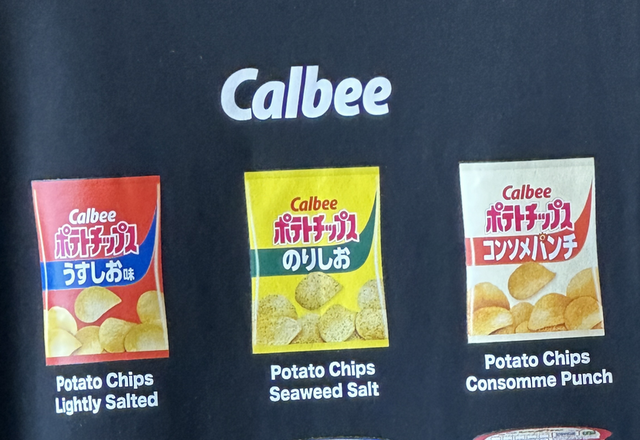 Calbee
Calbee
ポテトチップス
うすしお味
Potato Chips
Lightly Salted
Calbee
ポテトチップス
のりしお
Potato Chips
Seaweed Salt
Calbee
ポテトチップス
コンソメパンチ
Potato Chips
Consomme Punch